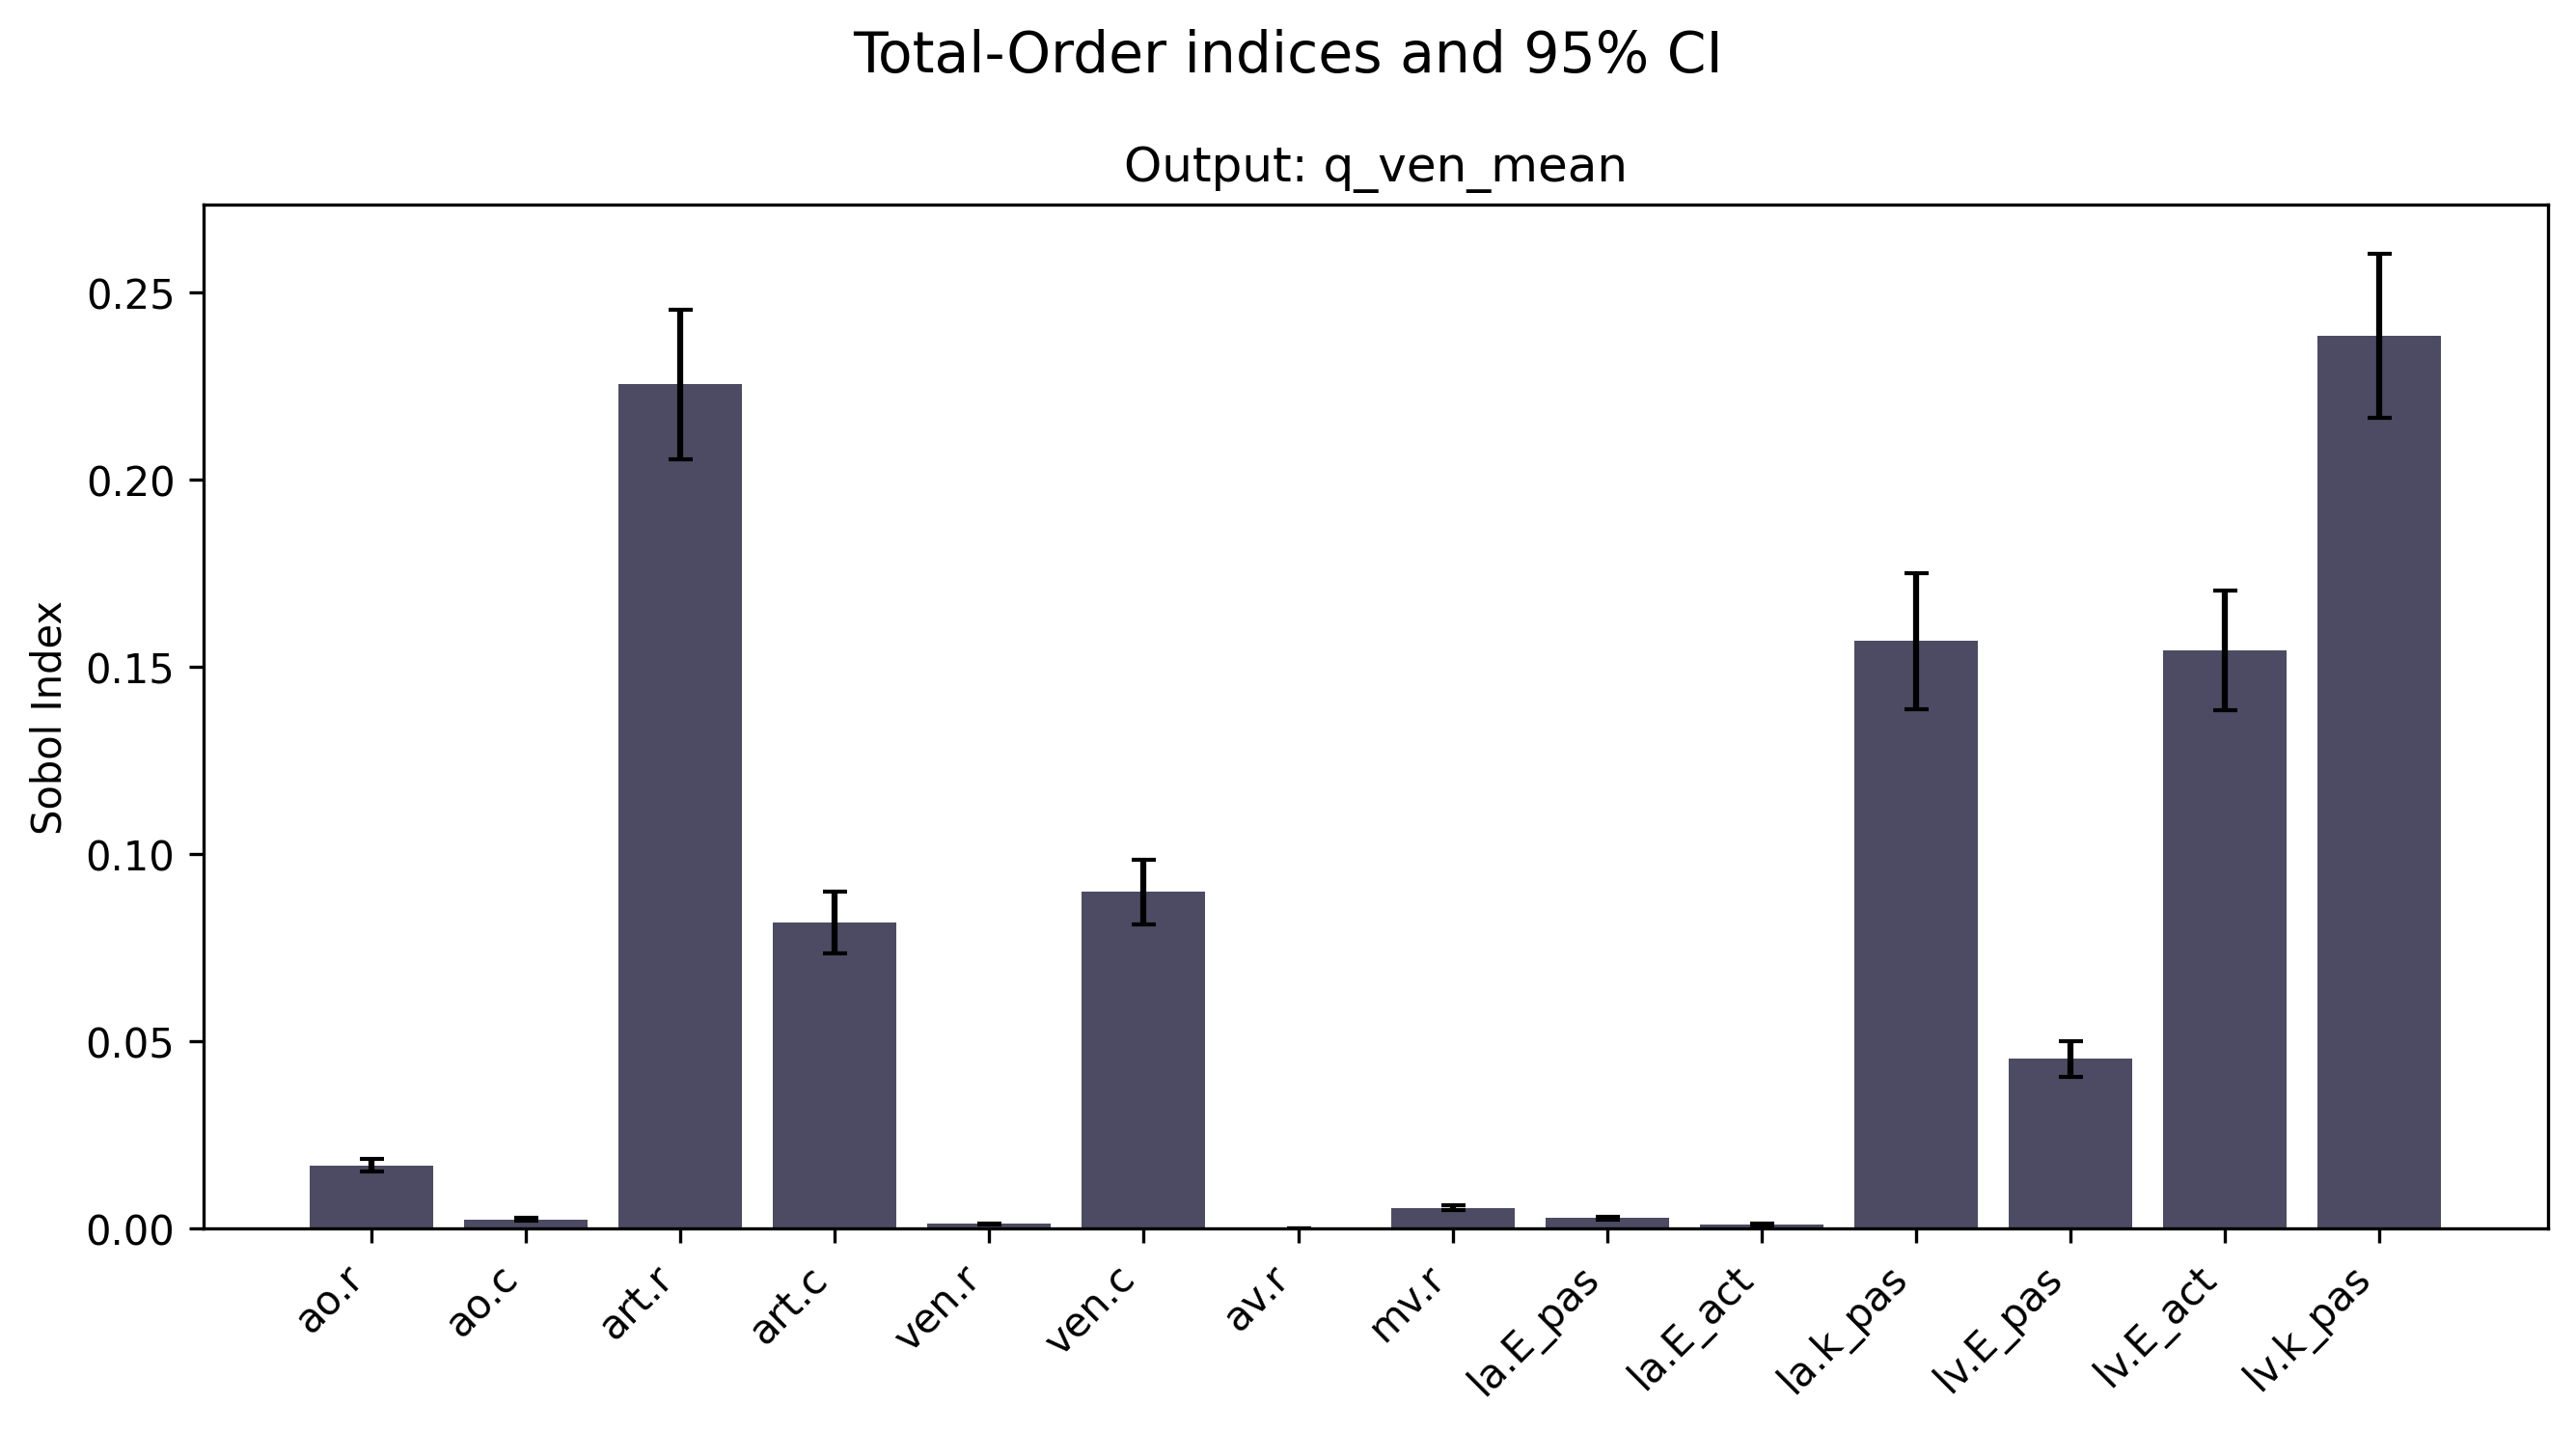 Total-Order indices and 95% CI
Output: q_ven_mean
Sobol Index
0.25
0.20
0.15
0.10
0.05
0.00
ao.r
ao.c
art.r
art.c
ven.r
ven.c
av.r
mv.r
la.E_pas
la.E_act
la.k_pas
lv.E_pas
lv.E_act
lv.k_pas